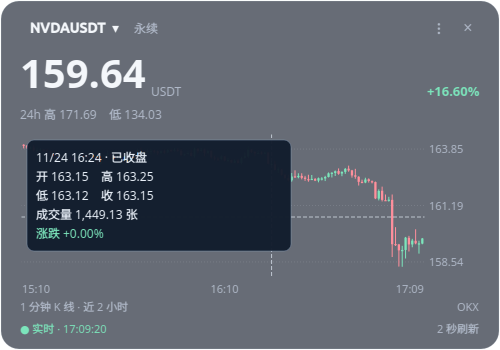 NVDAUSDT ▼ 永续 ⋮ ×
159.64 USDT +16.60%
24h 高 171.69 低 134.03
163.85
11/24 16:24 · 已收盘
开 163.15 高 163.25
低 163.12 收 163.15
成交量 1,449.13 张
涨跌 +0.00%
161.19
158.54
15:10 16:10 17:09
1 分钟 K 线 · 近 2 小时 OKX
● 实时 · 17:09:20 2 秒刷新